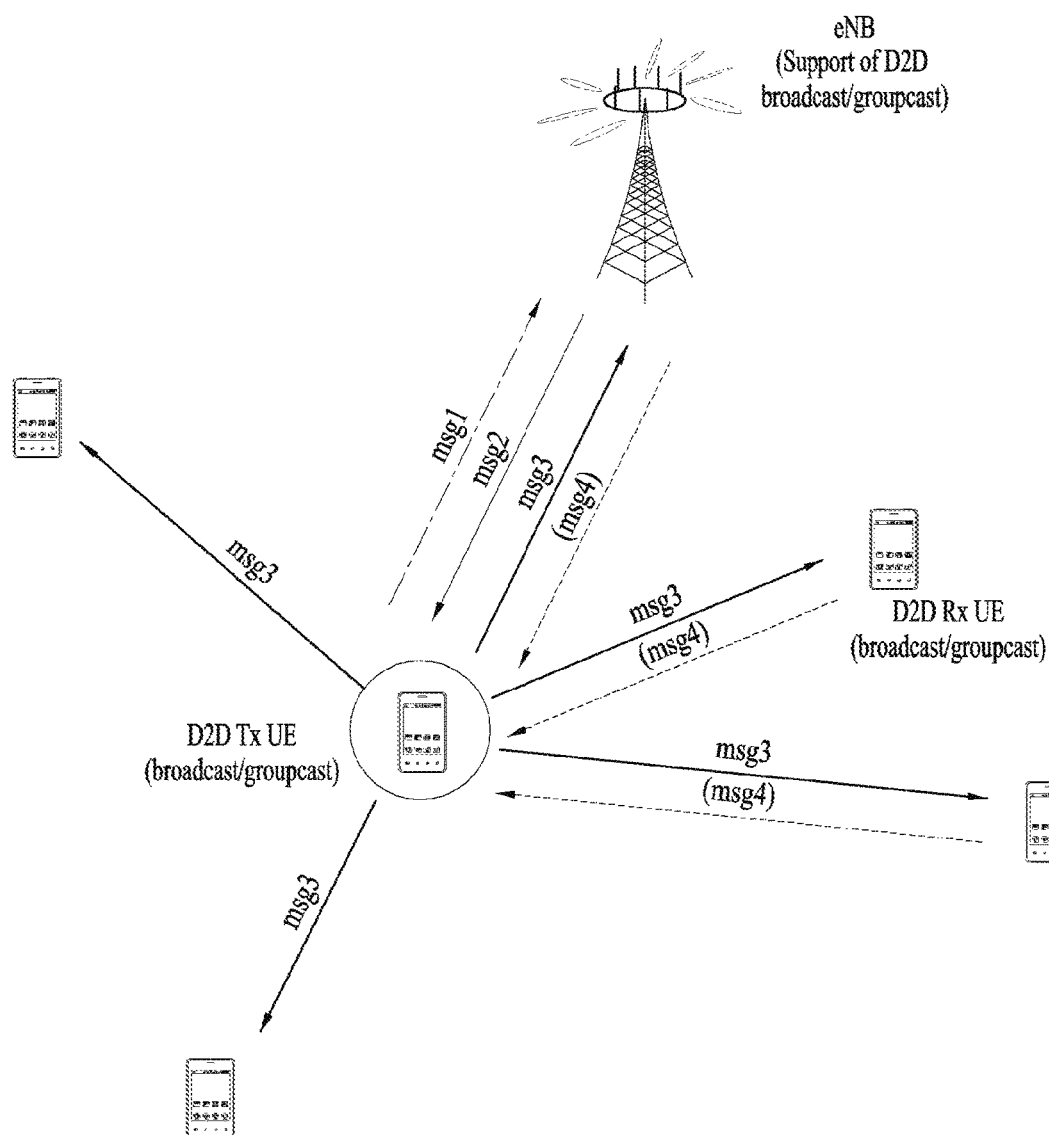 eNB
(Support of D2D
broadcast/groupcast)
msg1
msg2
msg3
(msg4)
msg3
msg3
(msg4)
D2D Rx UE
(broadcast/groupcast)
D2D Tx UE
(broadcast/groupcast)
msg3
(msg4)
msg3